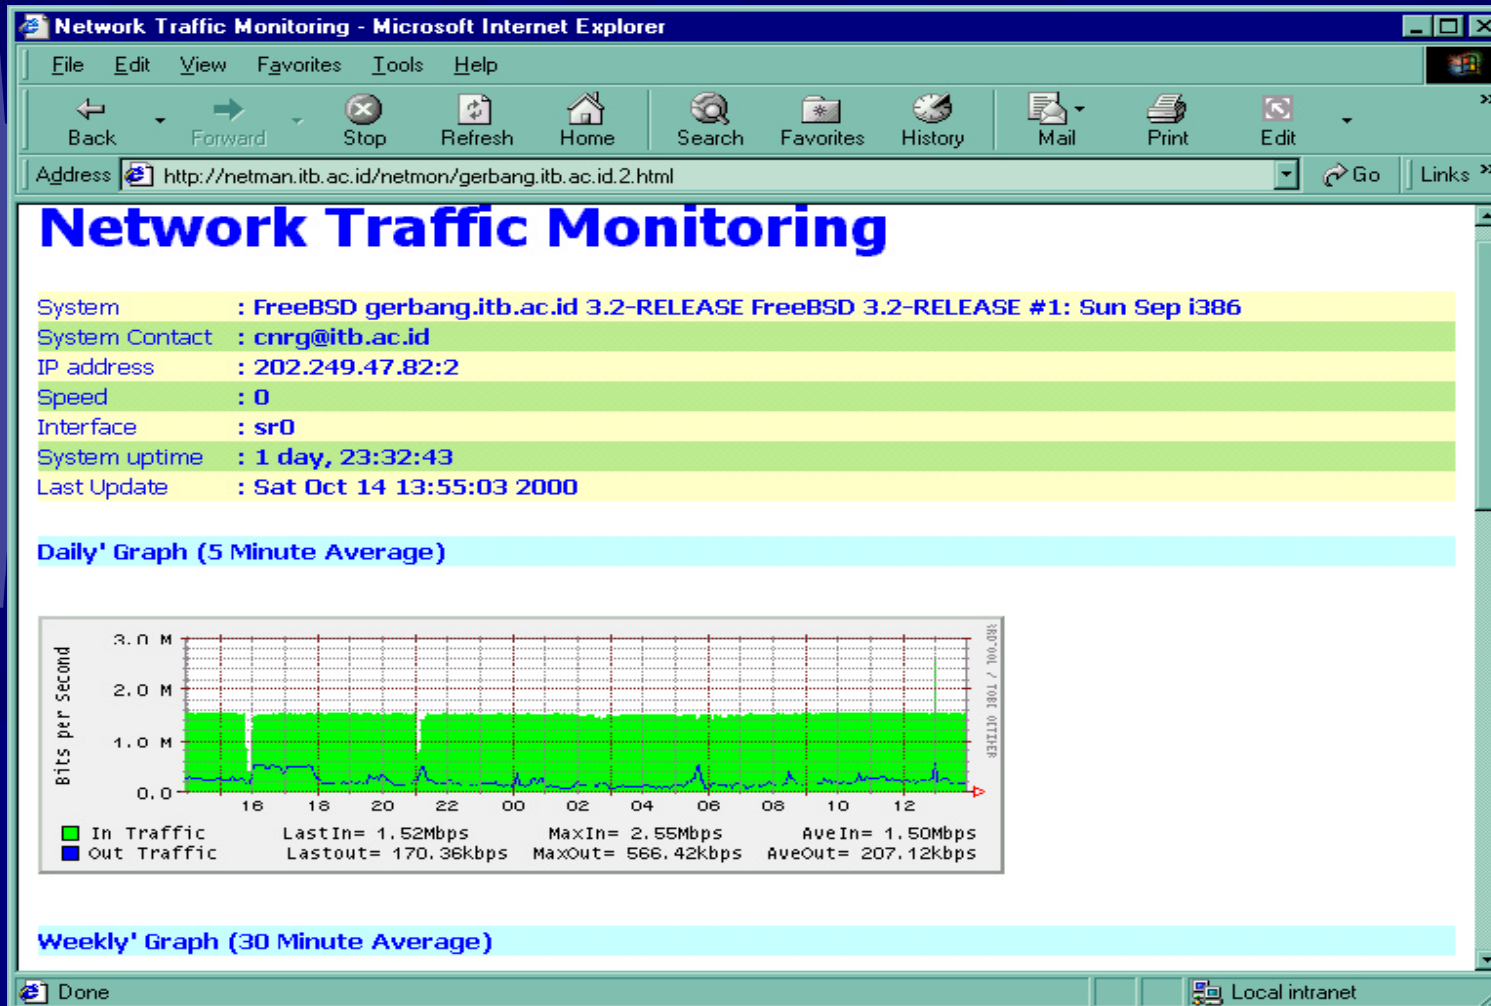 Network Traffic Monitoring - Microsoft Internet Explorer
File Edit View Favorites Tools Help
Back Forward Stop Refresh Home Search Favorites History Mail Print Edit
Address http://netman.itb.ac.id/netmon/gerbang.itb.ac.id.2.html Go Links
Network Traffic Monitoring
System : FreeBSD gerbang.itb.ac.id 3.2-RELEASE FreeBSD 3.2-RELEASE #1: Sun Sep i386
System Contact : cnrg@itb.ac.id
IP address : 202.249.47.82:2
Speed : 0
Interface : sr0
System uptime : 1 day, 23:32:43
Last Update : Sat Oct 14 13:55:03 2000
Daily' Graph (5 Minute Average)
Bits per Second
3.0 M
2.0 M
1.0 M
0.0
16 18 20 22 00 02 04 06 08 10 12
RRDTOOL / TOBI OETIKER
In Traffic LastIn= 1.52Mbps MaxIn= 2.55Mbps AveIn= 1.50Mbps
Out Traffic Lastout= 170.36kbps MaxOut= 566.42kbps AveOut= 207.12kbps
Weekly' Graph (30 Minute Average)
Done Local intranet